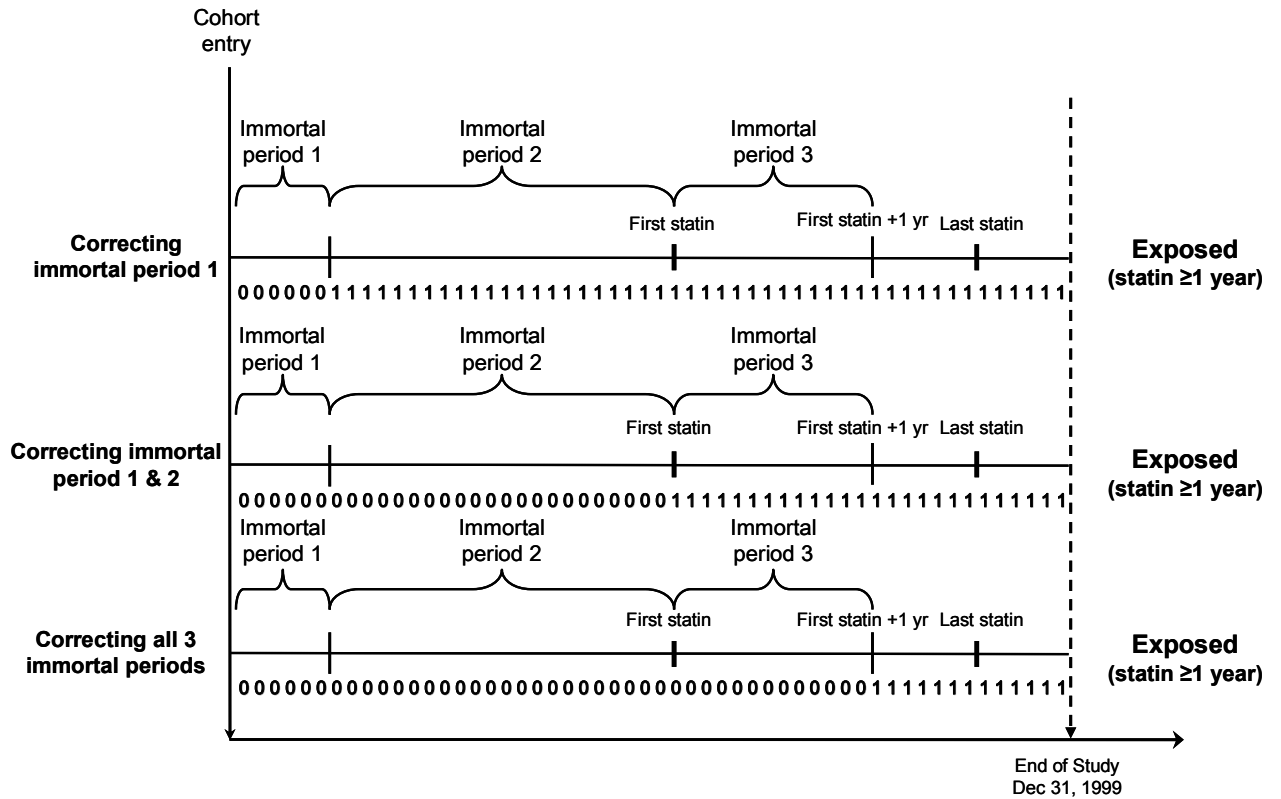 Cohort
entry
Immortal
period 1
Immortal
period 2
Immortal
period 3
First statin
First statin +1 yr
Last statin
Correcting
immortal period 1
Exposed
(statin ≥1 year)
0 0 0 0 0 0 1 1 1 1 1 1 1 1 1 1 1 1 1 1 1 1 1 1 1 1 1 1 1 1 1 1 1 1 1 1 1 1 1 1 1 1 1 1 1 1 1 1 1 1 1 1 1
Immortal
period 1
Immortal
period 2
Immortal
period 3
First statin
First statin +1 yr
Last statin
Correcting immortal
period 1 & 2
Exposed
(statin ≥1 year)
0 0 0 0 0 0 0 0 0 0 0 0 0 0 0 0 0 0 0 0 0 0 0 0 0 0 0 0 1 1 1 1 1 1 1 1 1 1 1 1 1 1 1 1 1 1 1 1 1 1 1 1 1
Immortal
period 1
Immortal
period 2
Immortal
period 3
First statin
First statin +1 yr
Last statin
Correcting all 3
immortal periods
Exposed
(statin ≥1 year)
0 0 0 0 0 0 0 0 0 0 0 0 0 0 0 0 0 0 0 0 0 0 0 0 0 0 0 0 0 0 0 0 0 0 0 0 0 0 0 0 0 1 1 1 1 1 1 1 1 1 1 1 1
End of Study
Dec 31, 1999